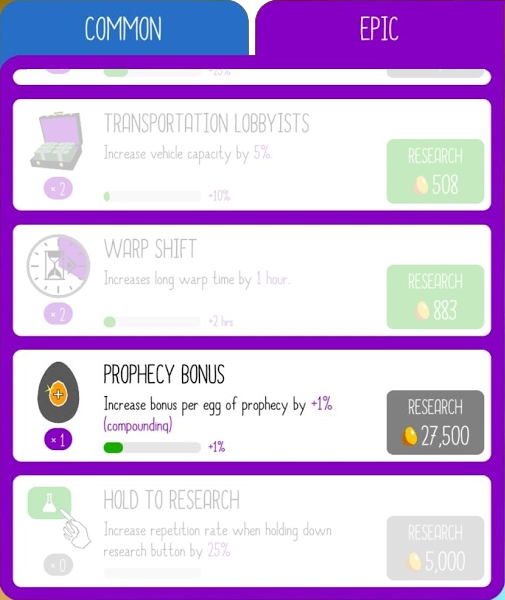 COMMON
EPIC
TRANSPORTATION LOBBYISTS
Increase vehicle capacity by 5%.
× 2
+10%
RESEARCH
508
WARP SHIFT
Increases long warp time by 1 hour.
× 2
+2 hrs
RESEARCH
883
PROPHECY BONUS
Increase bonus per egg of prophecy by +1%
(compounding)
× 1
+1%
RESEARCH
27,500
HOLD TO RESEARCH
Increase repetition rate when holding down
research button by 25%
× 0
RESEARCH
5,000